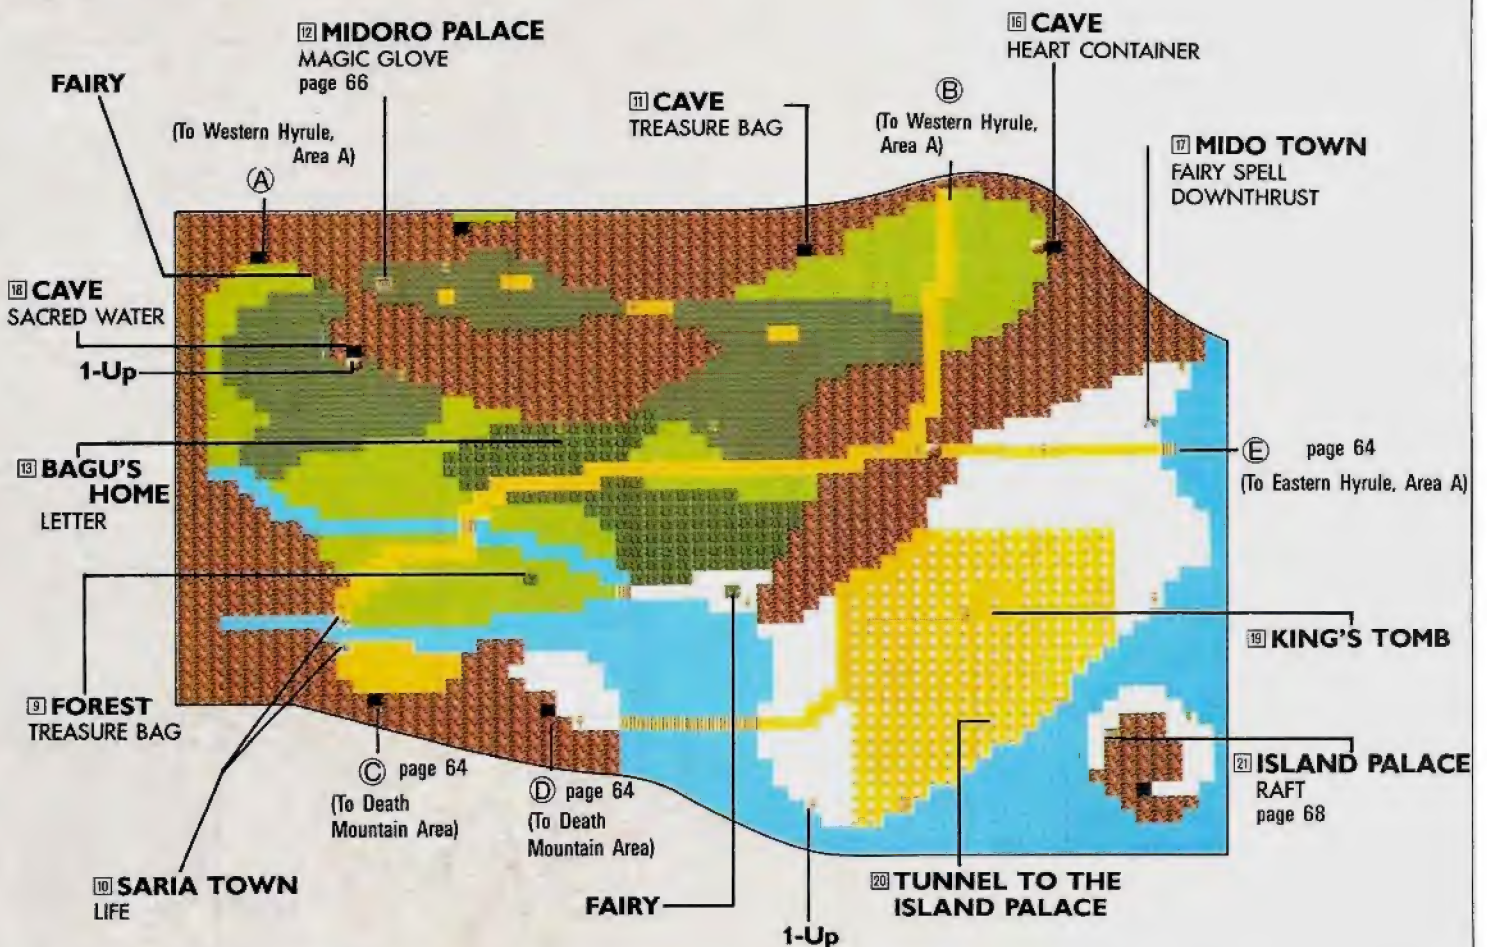 12 MIDORO PALACE
MAGIC GLOVE
page 66
16 CAVE
HEART CONTAINER
FAIRY
11 CAVE
TREASURE BAG
B
(To Western Hyrule,
Area A)
(To Western Hyrule,
Area A)
A
17 MIDO TOWN
FAIRY SPELL
DOWNTHRUST
18 CAVE
SACRED WATER
1-Up
13 BAGU'S
HOME
LETTER
E page 64
(To Eastern Hyrule, Area A)
19 KING'S TOMB
9 FOREST
TREASURE BAG
C page 64
(To Death
Mountain Area)
D page 64
(To Death
Mountain Area)
21 ISLAND PALACE
RAFT
page 68
10 SARIA TOWN
LIFE
FAIRY
20 TUNNEL TO THE
ISLAND PALACE
1-Up